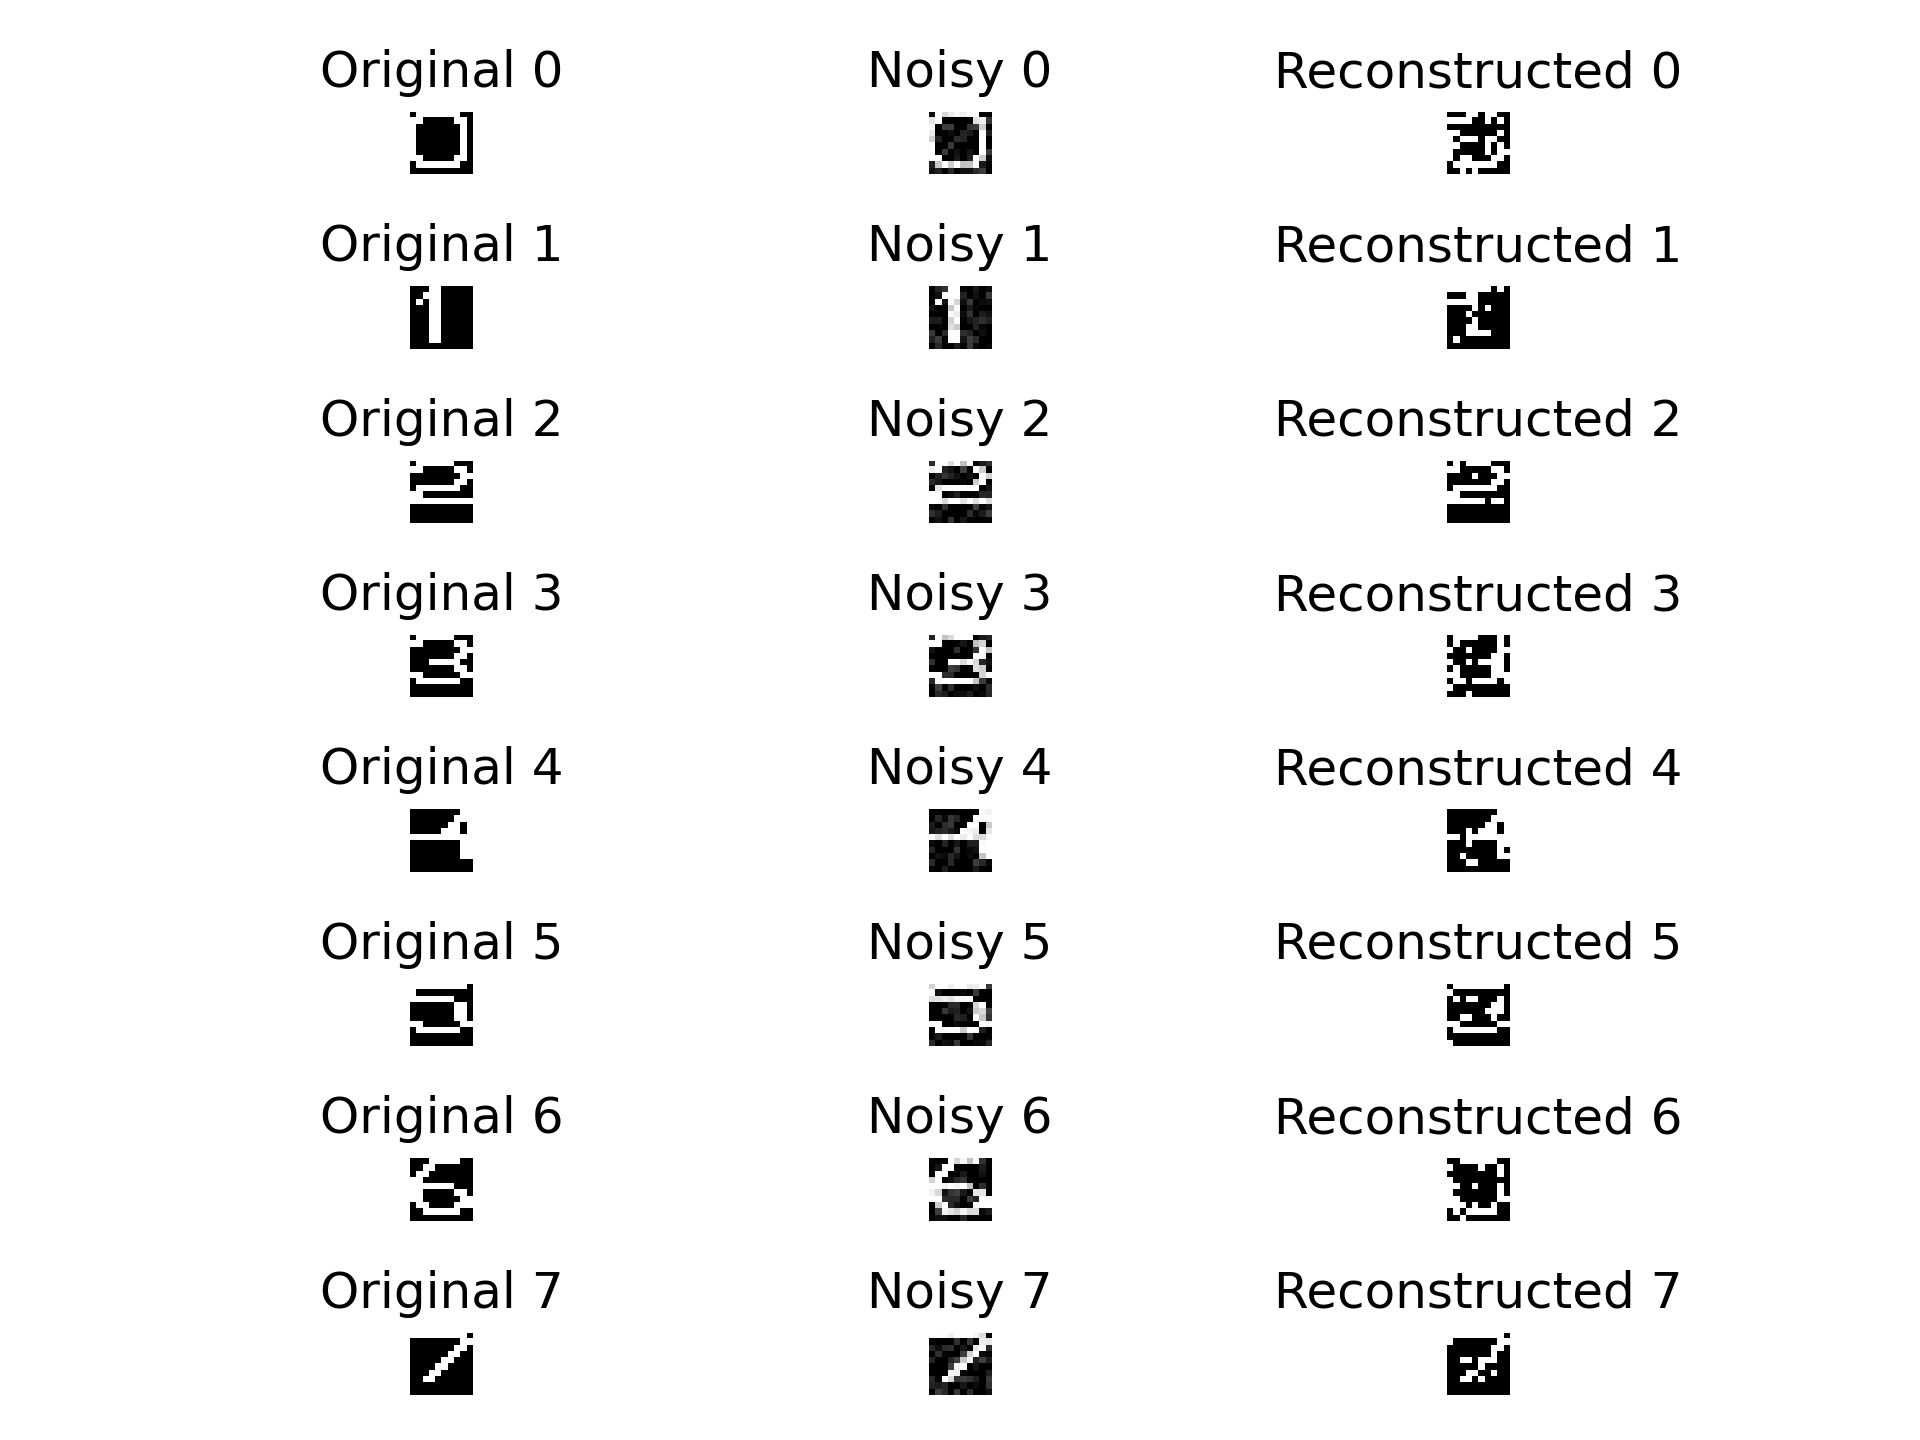 Original 0 Noisy 0 Reconstructed 0
Original 1 Noisy 1 Reconstructed 1
Original 2 Noisy 2 Reconstructed 2
Original 3 Noisy 3 Reconstructed 3
Original 4 Noisy 4 Reconstructed 4
Original 5 Noisy 5 Reconstructed 5
Original 6 Noisy 6 Reconstructed 6
Original 7 Noisy 7 Reconstructed 7